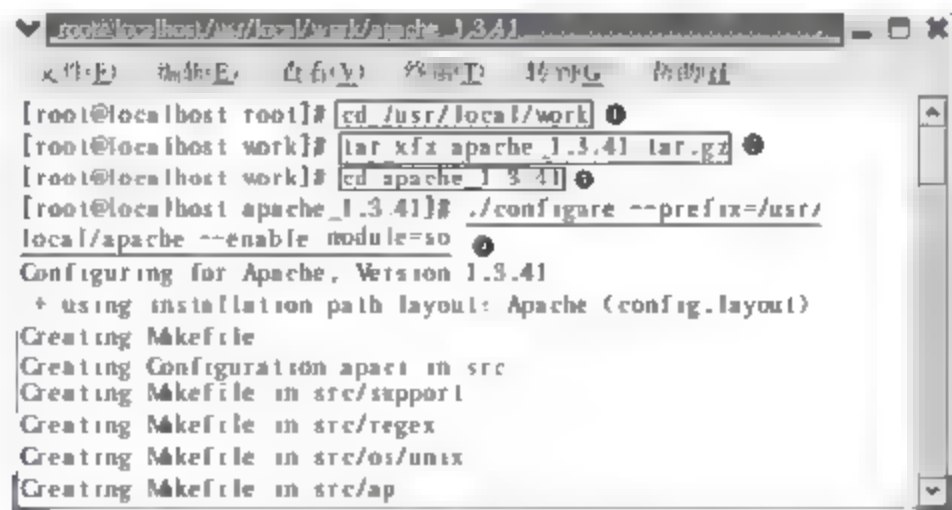 root@localhost/usr/local/work/apache_1.3.41
[root@localhost root]# cd /usr/local/work ❶
[root@localhost work]# tar xfz apache_1.3.41 tar.gz ❷
[root@localhost work]# cd apache_1 3 41 ❸
[root@localhost apache_1.3.41]# ./configure --prefix=/usr/
local/apache --enable module=so ❹
Configuring for Apache, Version 1.3.41
+ using installation path layout: Apache (config.layout)
Creating Makefile
Creating Configuration apaci in src
Creating Makefile in src/support
Creating Makefile in src/regex
Creating Makefile in src/os/unix
Creating Makefile in src/ap